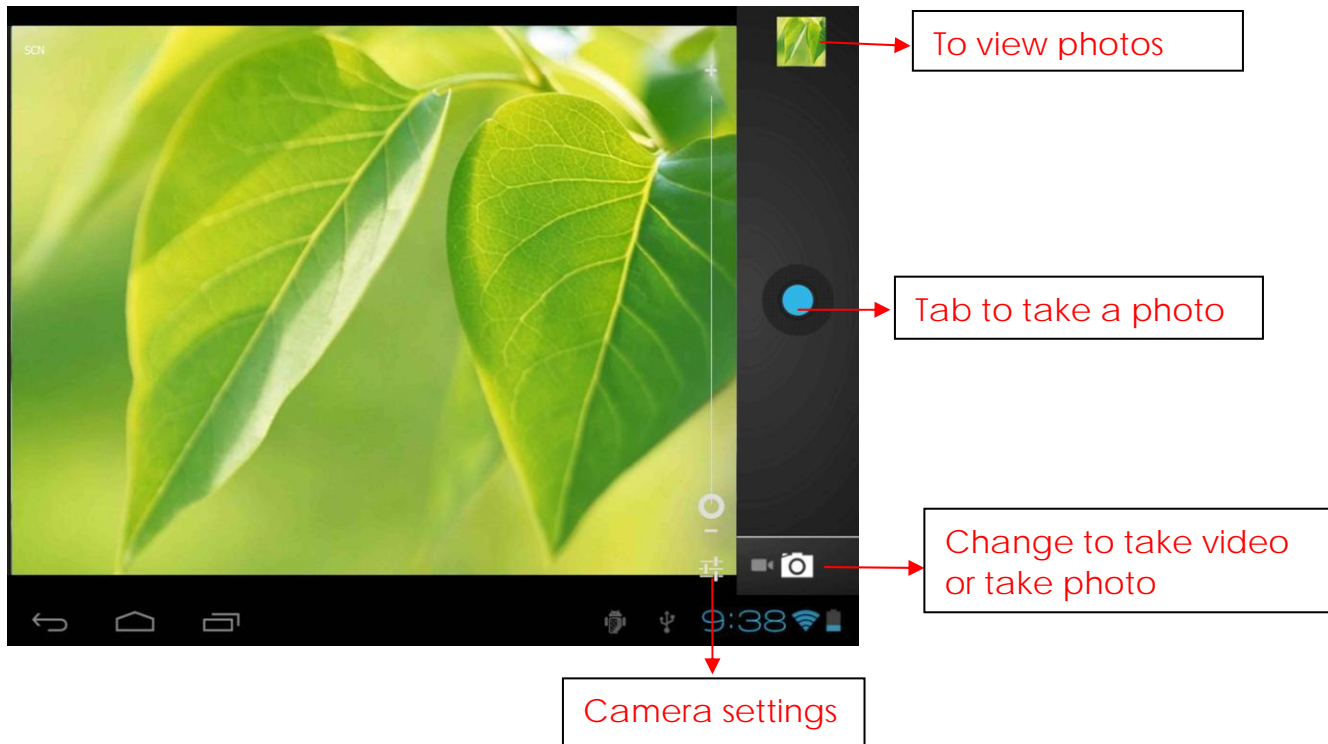 SCN
To view photos
Tab to take a photo
Change to take video
or take photo
9:38
Camera settings